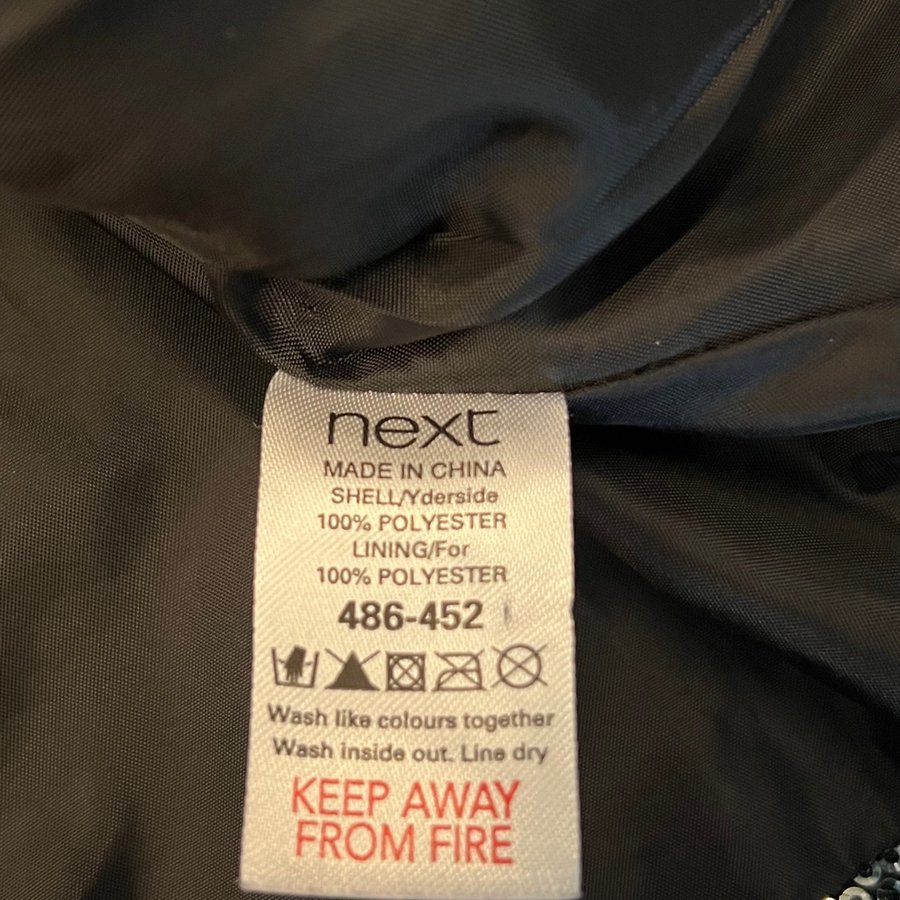 next
MADE IN CHINA
SHELL/Yderside
100% POLYESTER
LINING/For
100% POLYESTER
486-452
Wash like colours together
Wash inside out. Line dry
KEEP AWAY
FROM FIRE